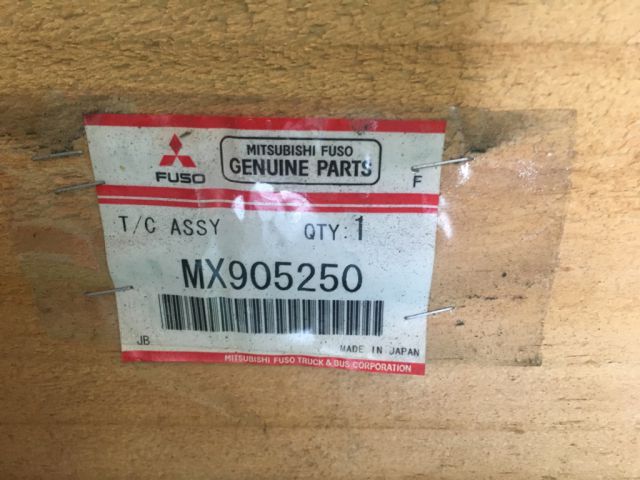 FUSO
MITSUBISHI FUSO
GENUINE PARTS
F
T/C ASSY QTY:1
MX905250
JB
MADE IN JAPAN
MITSUBISHI FUSO TRUCK & BUS CORPORATION